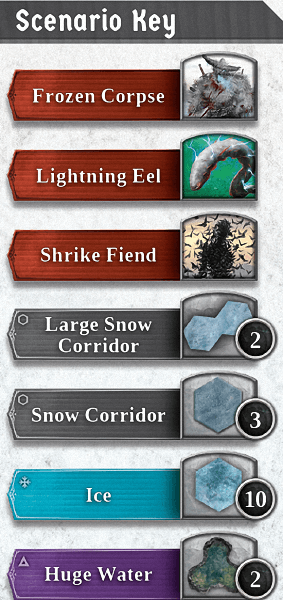 Scenario Key
Frozen Corpse
Lightning Eel
Shrike Fiend
Large Snow
Corridor
2
Snow Corridor
3
Ice
10
Huge Water
2